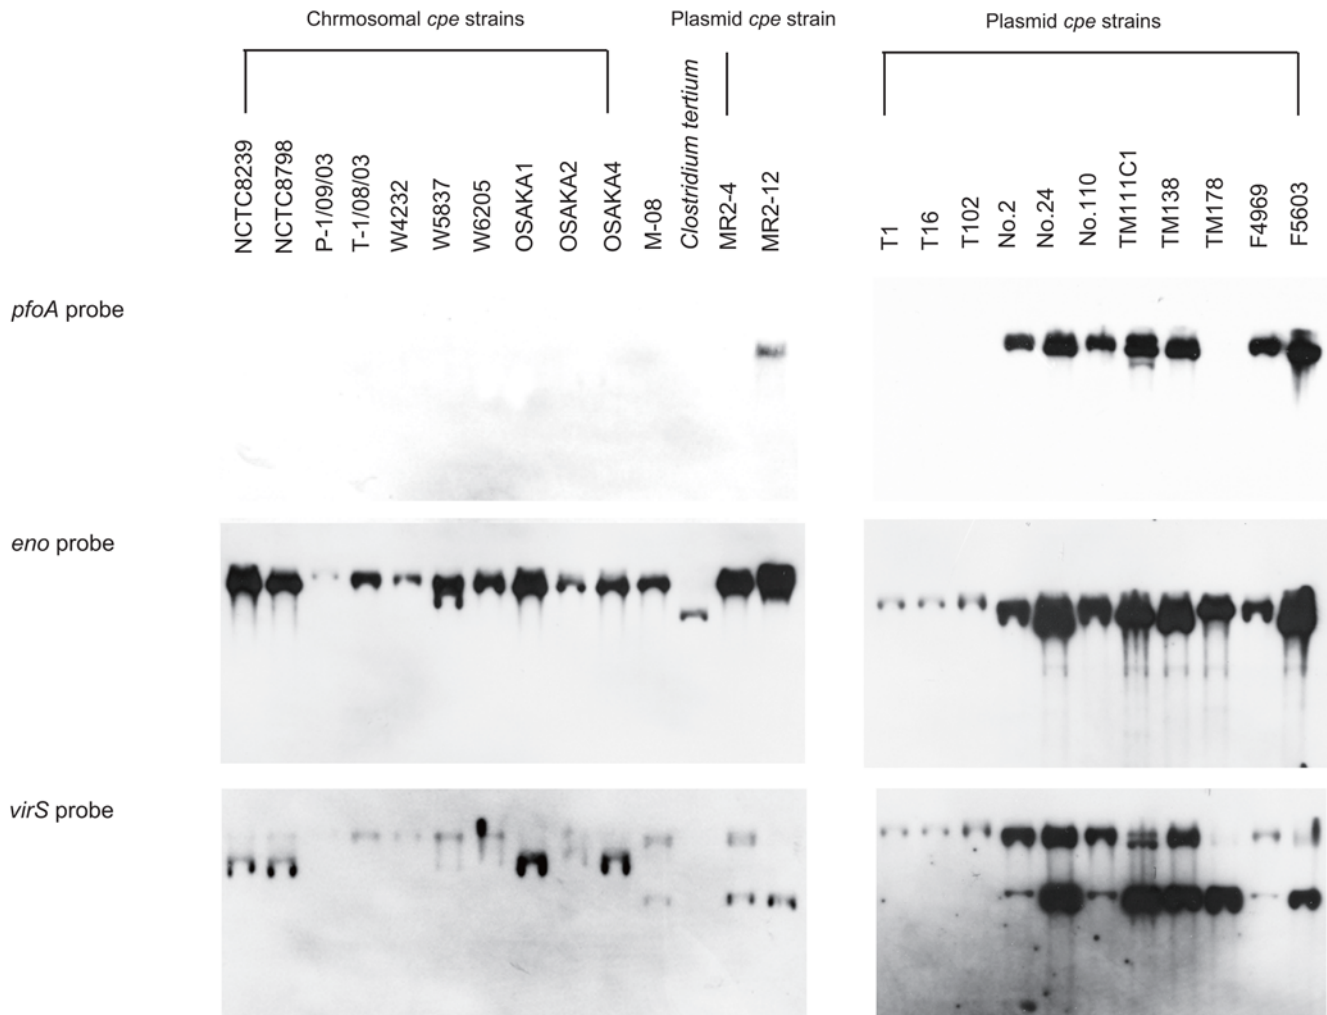 Chrmosomal cpe strains
Plasmid cpe strain
Plasmid cpe strains
NCTC8239
NCTC8798
P-1/09/03
T-1/08/03
W4232
W5837
W6205
OSAKA1
OSAKA2
OSAKA4
M-08
Clostridium tertium
MR2-4
MR2-12
T1
T16
T102
No.2
No.24
No.110
TM111C1
TM138
TM178
F4969
F5603
pfoA probe
eno probe
virS probe